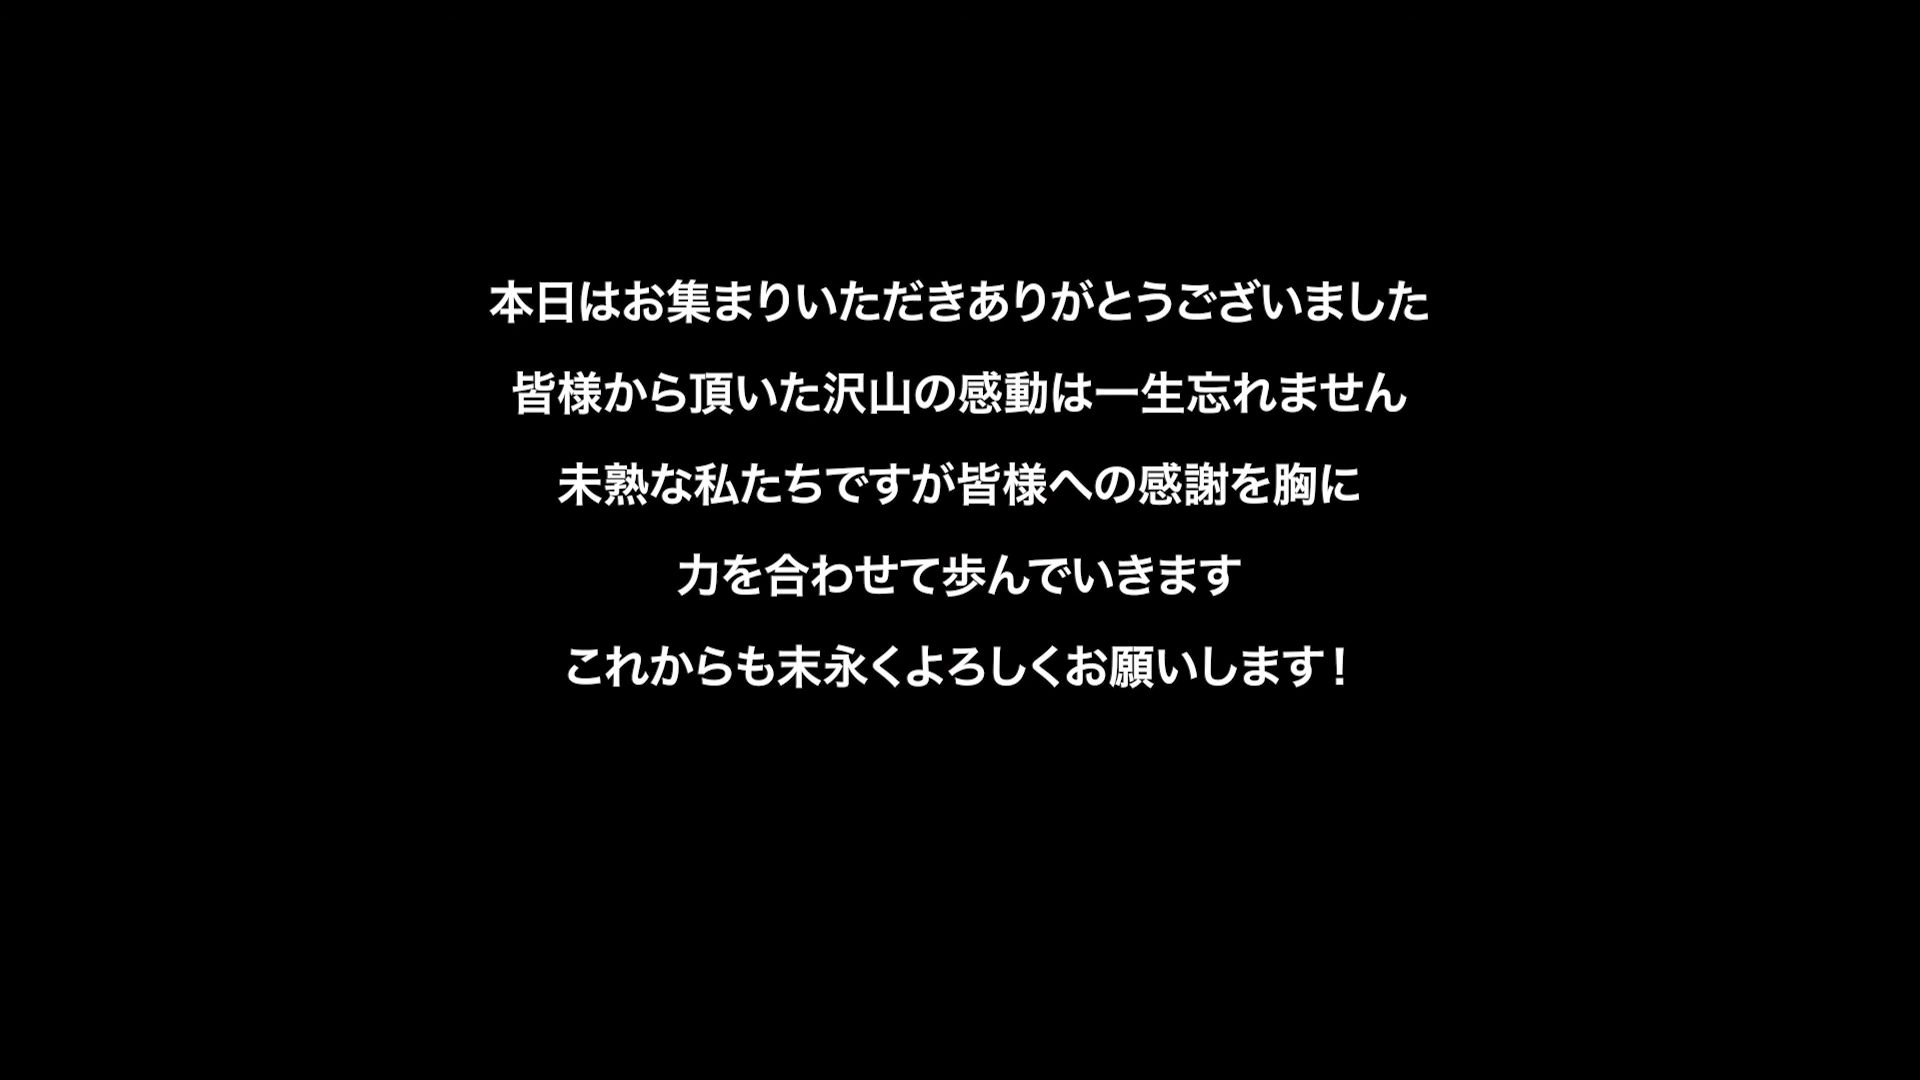 本日はお集まりいただきありがとうございました
皆様から頂いた沢山の感動は一生忘れません
未熟な私たちですが皆様への感謝を胸に
力を合わせて歩んでいきます
これからも末永くよろしくお願いします！